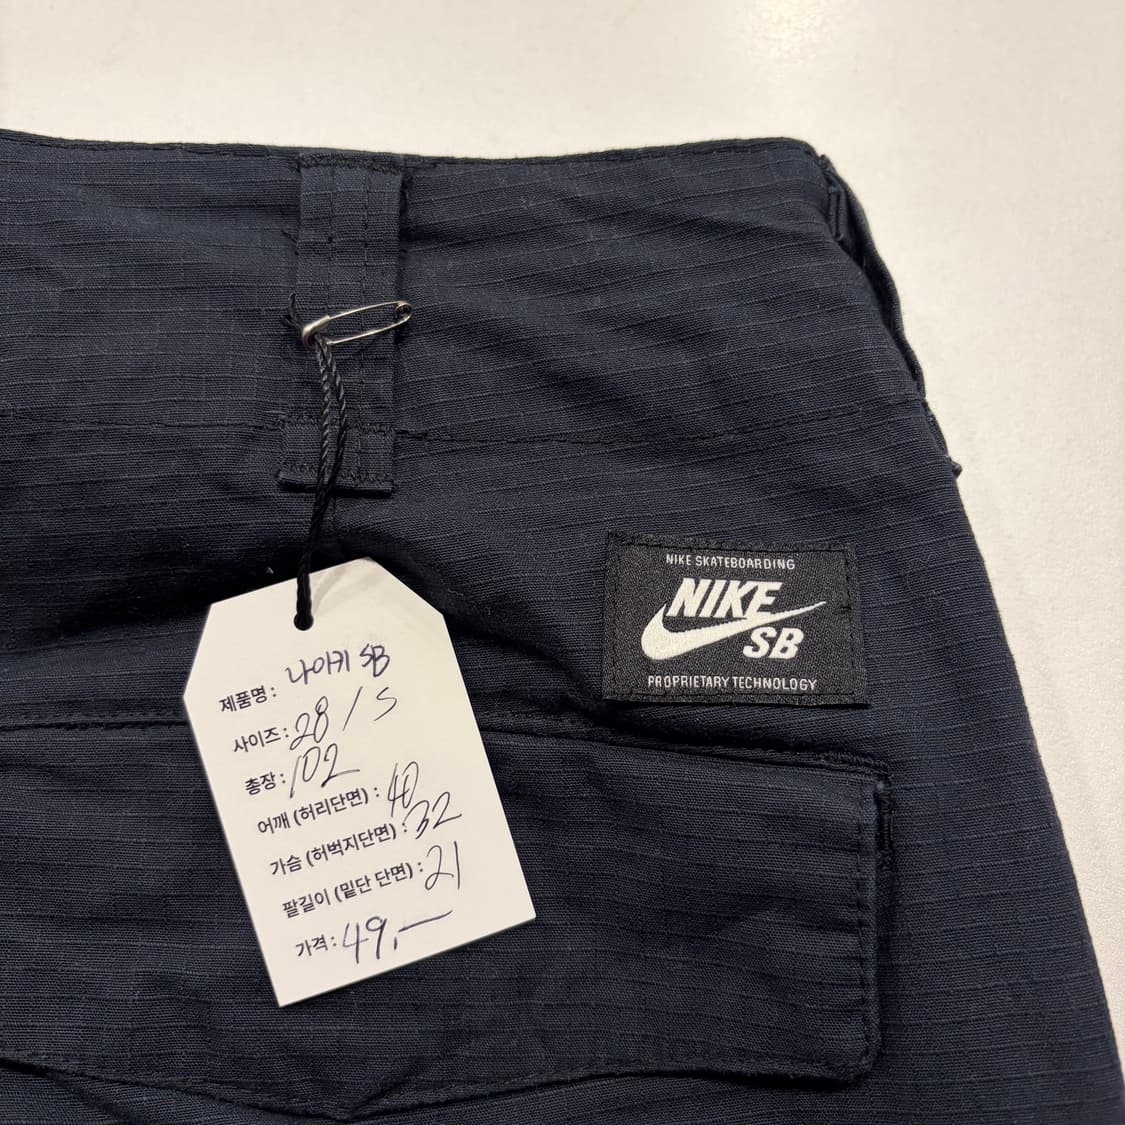 NIKE SKATEBOARDING
NIKE
SB
PROPRIETARY TECHNOLOGY
제품명 : 나이키 SB
사이즈 : 28 / S
총장 : 102
어깨 (허리단면) : 40
가슴 (허벅지단면) : 32
팔길이 (밑단 단면) : 21
가격 : 49,-